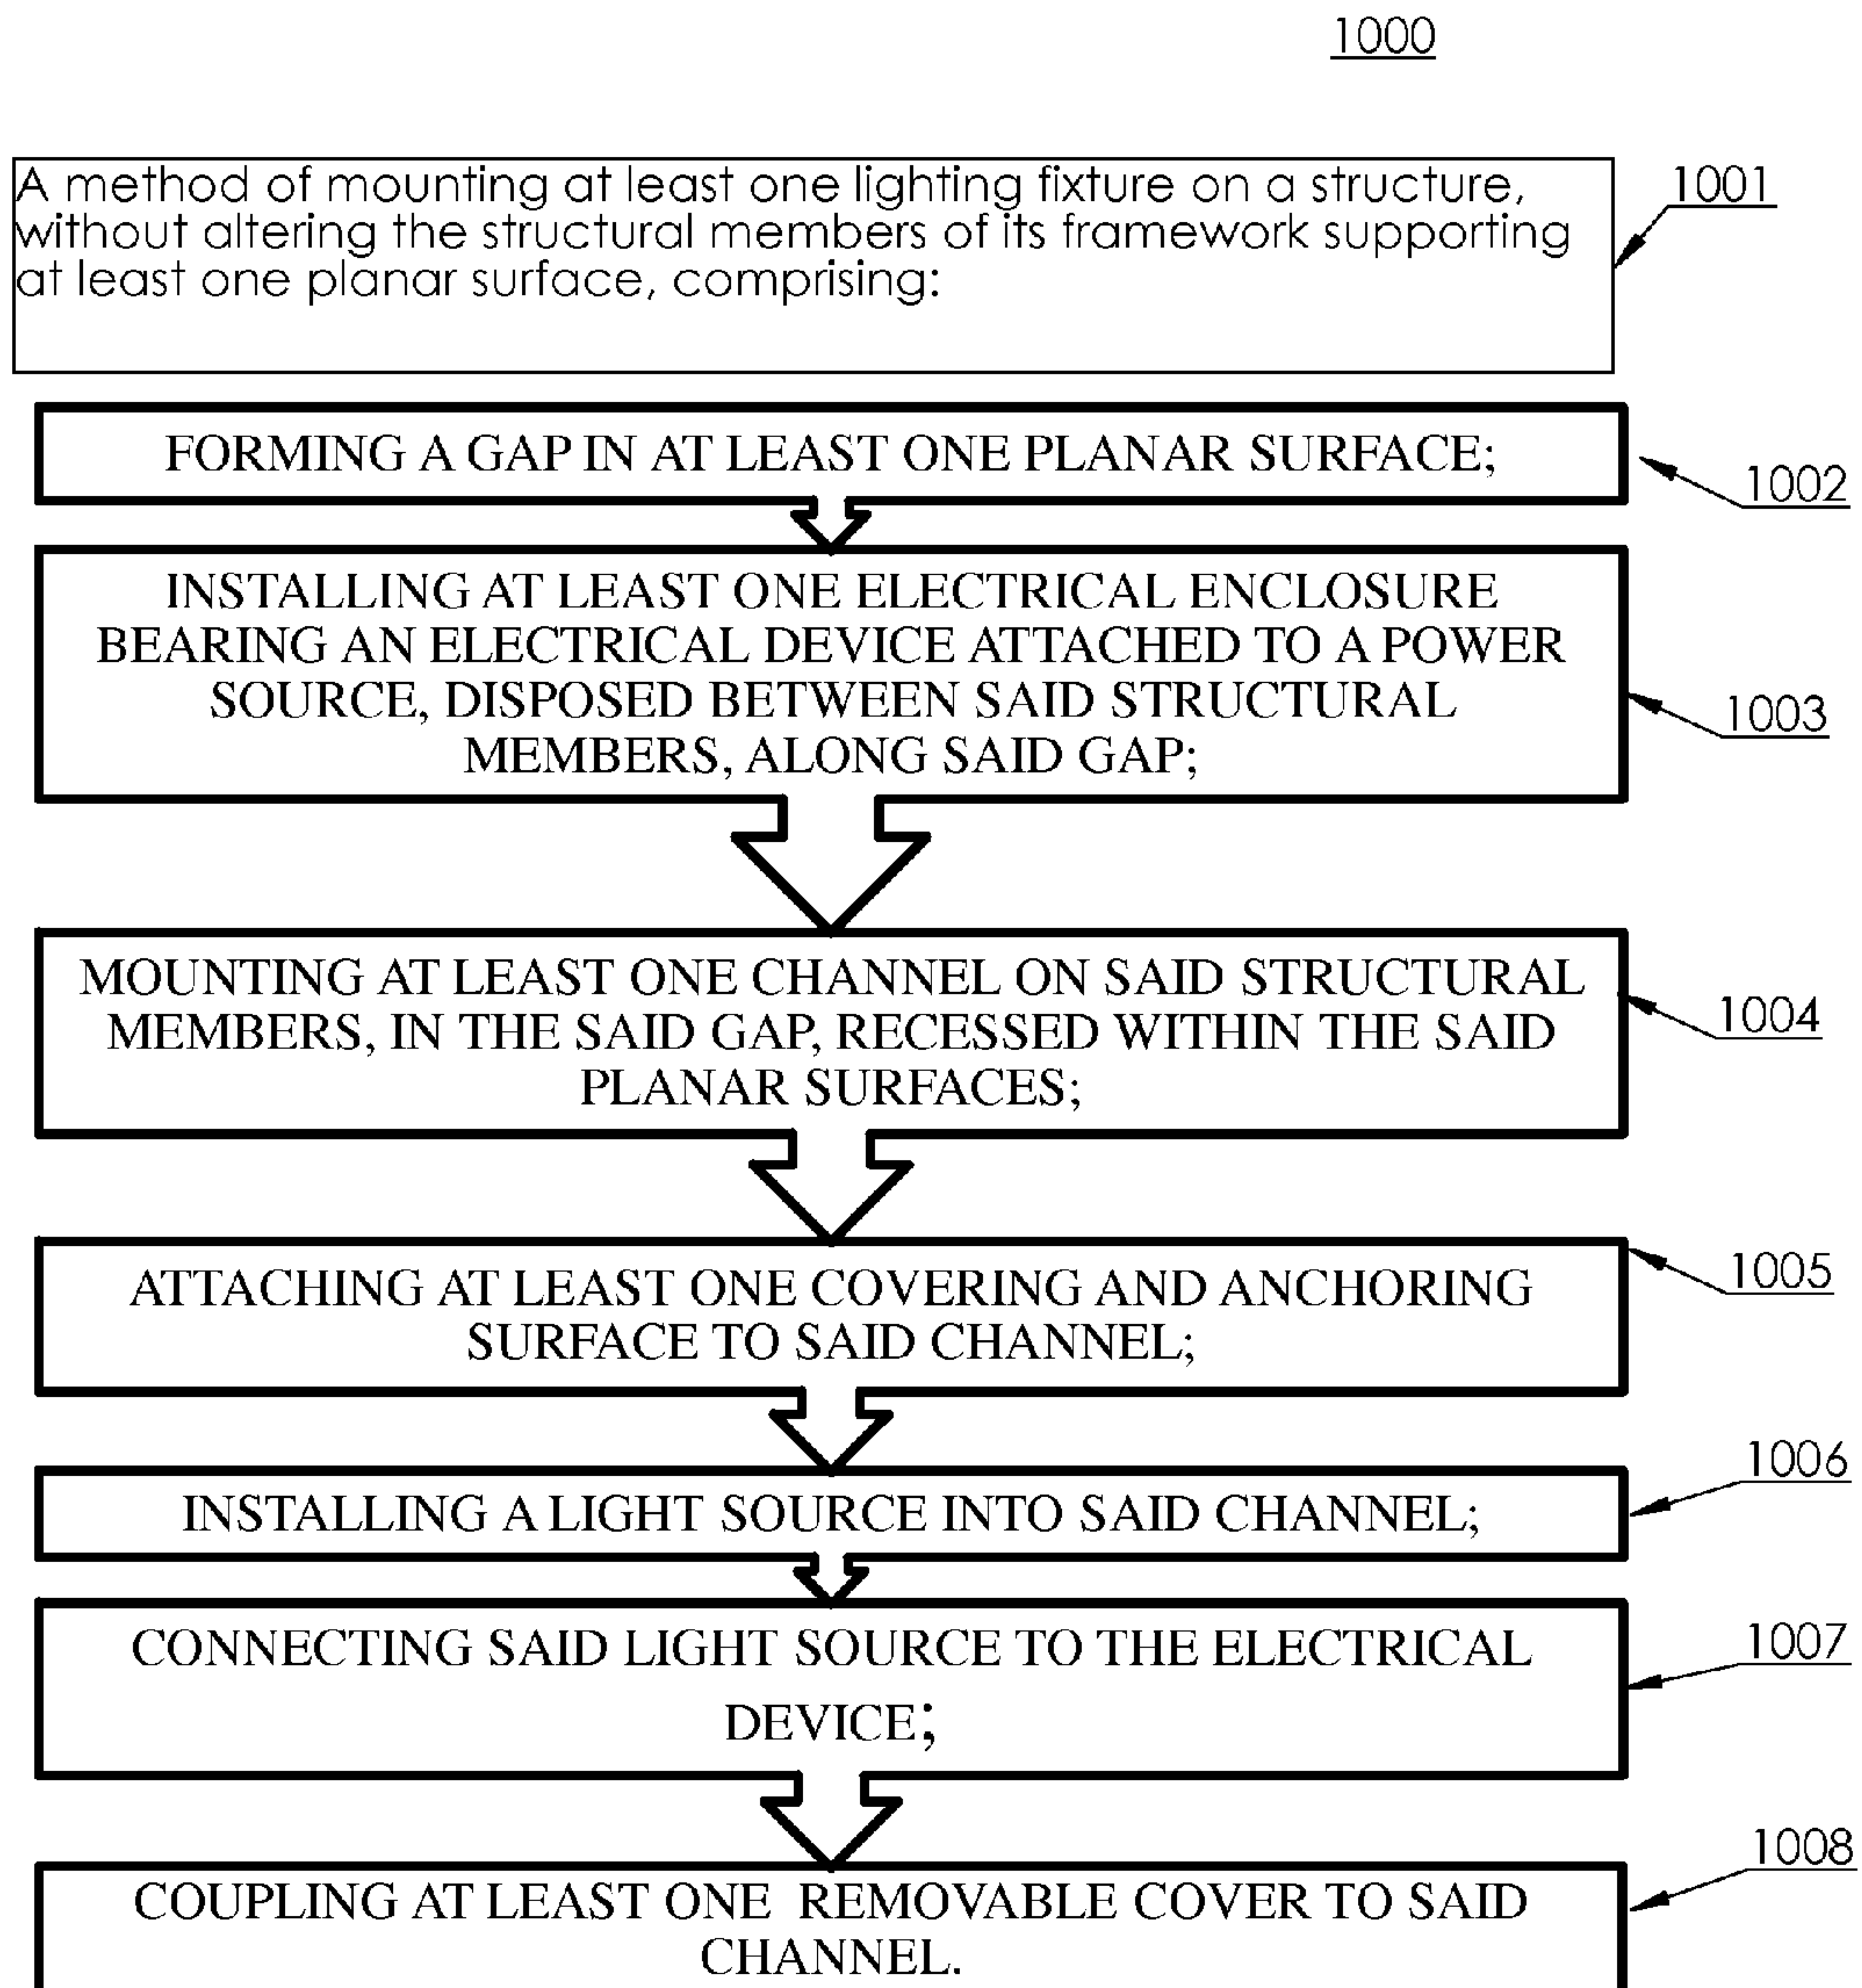 1000
A method of mounting at least one lighting fixture on a structure,
without altering the structural members of its framework supporting
at least one planar surface, comprising:
1001
FORMING A GAP IN AT LEAST ONE PLANAR SURFACE;
1002
INSTALLING AT LEAST ONE ELECTRICAL ENCLOSURE
BEARING AN ELECTRICAL DEVICE ATTACHED TO A POWER
SOURCE, DISPOSED BETWEEN SAID STRUCTURAL
MEMBERS, ALONG SAID GAP;
1003
MOUNTING AT LEAST ONE CHANNEL ON SAID STRUCTURAL
MEMBERS, IN THE SAID GAP, RECESSED WITHIN THE SAID
PLANAR SURFACES;
1004
ATTACHING AT LEAST ONE COVERING AND ANCHORING
SURFACE TO SAID CHANNEL;
1005
INSTALLING A LIGHT SOURCE INTO SAID CHANNEL;
1006
CONNECTING SAID LIGHT SOURCE TO THE ELECTRICAL
DEVICE;
1007
COUPLING AT LEAST ONE REMOVABLE COVER TO SAID
CHANNEL.
1008